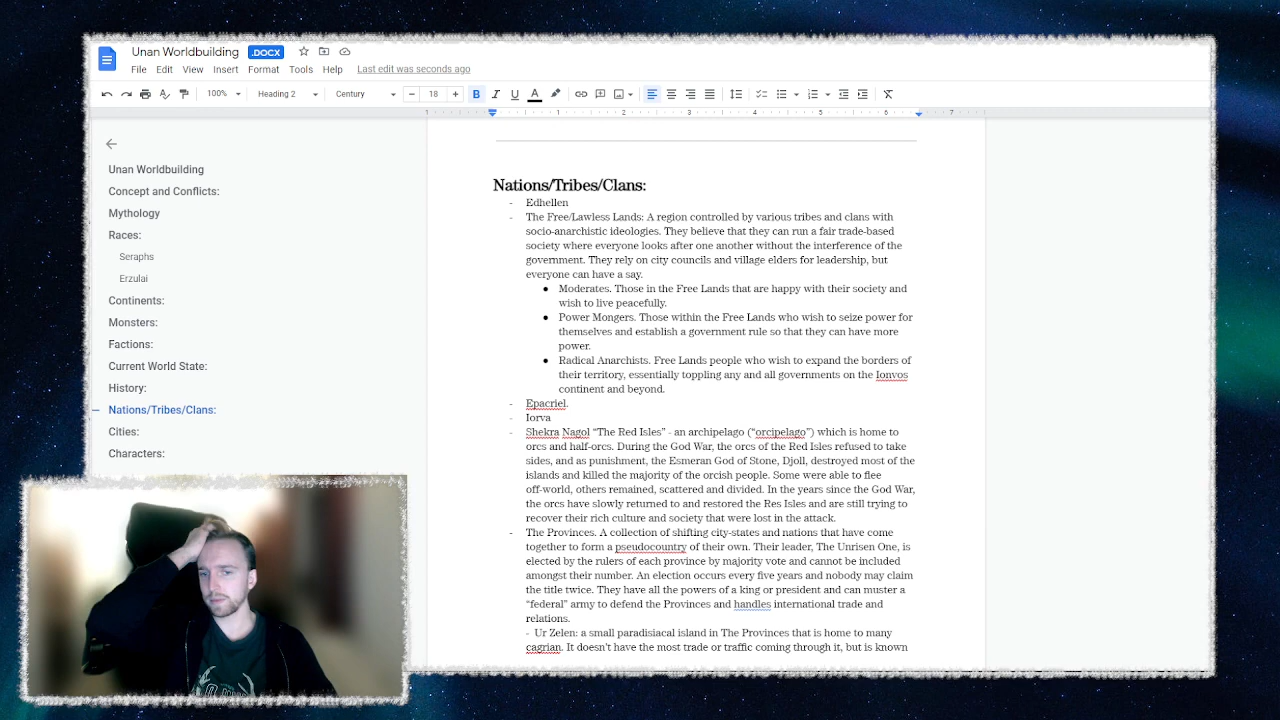 Unan Worldbuilding .DOCX
File Edit View Insert Format Tools Help Last edit was seconds ago
100% Heading 2 Century 18 B I U A
1 1 2 3 4 5 6 7
Unan Worldbuilding
Concept and Conflicts:
Mythology
Races:
Seraphs
Erzulai
Continents:
Monsters:
Factions:
Current World State:
History:
Nations/Tribes/Clans:
Cities:
Characters:
Nations/Tribes/Clans:
- Edhellen
- The Free/Lawless Lands: A region controlled by various tribes and clans with
socio-anarchistic ideologies. They believe that they can run a fair trade-based
society where everyone looks after one another without the interference of the
government. They rely on city councils and village elders for leadership, but
everyone can have a say.
● Moderates. Those in the Free Lands that are happy with their society and
wish to live peacefully.
● Power Mongers. Those within the Free Lands who wish to seize power for
themselves and establish a government rule so that they can have more
power.
● Radical Anarchists. Free Lands people who wish to expand the borders of
their territory, essentially toppling any and all governments on the Ionvos
continent and beyond.
- Epacriel.
- Iorva
- Shekra Nagol “The Red Isles” - an archipelago (“orcipelago”) which is home to
orcs and half-orcs. During the God War, the orcs of the Red Isles refused to take
sides, and as punishment, the Esmeran God of Stone, Djoll, destroyed most of the
islands and killed the majority of the orcish people. Some were able to flee
off-world, others remained, scattered and divided. In the years since the God War,
the orcs have slowly returned to and restored the Res Isles and are still trying to
recover their rich culture and society that were lost in the attack.
- The Provinces. A collection of shifting city-states and nations that have come
together to form a pseudocountry of their own. Their leader, The Unrisen One, is
elected by the rulers of each province by majority vote and cannot be included
amongst their number. An election occurs every five years and nobody may claim
the title twice. They have all the powers of a king or president and can muster a
“federal” army to defend the Provinces and handles international trade and
relations.
- Ur Zelen: a small paradisiacal island in The Provinces that is home to many
cagrian. It doesn’t have the most trade or traffic coming through it, but is known